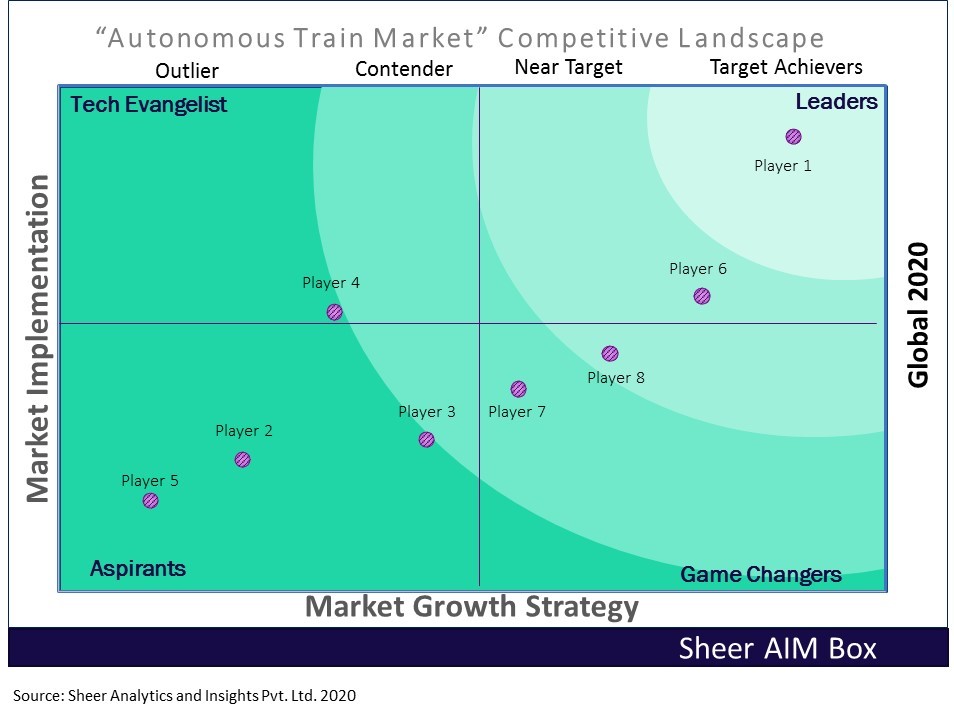 “Autonomous Train Market” Competitive Landscape
Outlier Contender Near Target Target Achievers
Tech Evangelist Leaders
Player 1
Player 6
Player 4
Player 8
Player 3 Player 7
Player 2
Player 5
Aspirants Game Changers
Market Implementation
Global 2020
Market Growth Strategy
Sheer AIM Box
Source: Sheer Analytics and Insights Pvt. Ltd. 2020